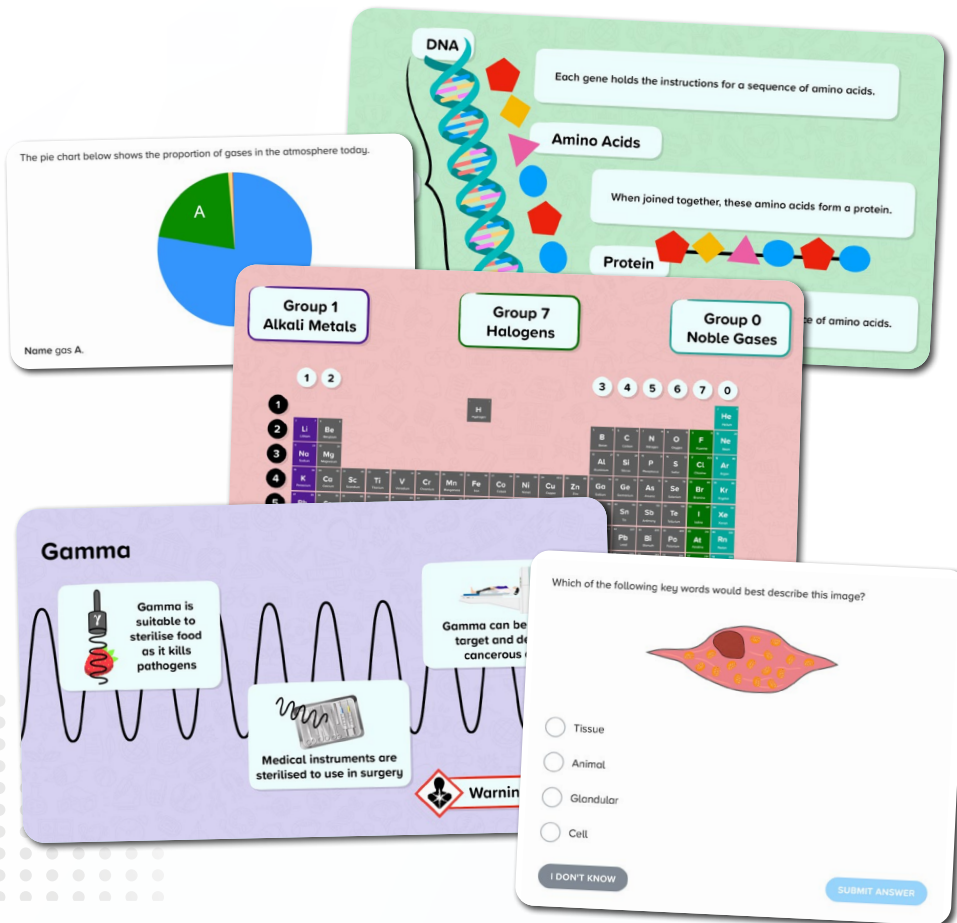 DNA
Each gene holds the instructions for a sequence of amino acids.
Amino Acids
When joined together, these amino acids form a protein.
Protein
of amino acids.
The pie chart below shows the proportion of gases in the atmosphere today.
A
Name gas A.
Group 1
Alkali Metals
Group 7
Halogens
Group 0
Noble Gases
1 2
3 4 5 6 7 0
1
H
He
2
Li Be
B C N O F Ne
3
Na Mg
Al Si P S Cl Ar
4
K Ca Sc Ti V Cr Mn Fe Co Ni Cu Zn Ga Ge As Se Br Kr
Sn Sb Te I Xe
Pb Bi Po At Rn
Gamma
γ
Gamma is
suitable to
sterilise food
as it kills
pathogens
Medical instruments are
sterilised to use in surgery
Gamma can be
target and de
cancerous
Warnin
Which of the following key words would best describe this image?
Tissue
Animal
Glandular
Cell
I DON'T KNOW
SUBMIT ANSWER